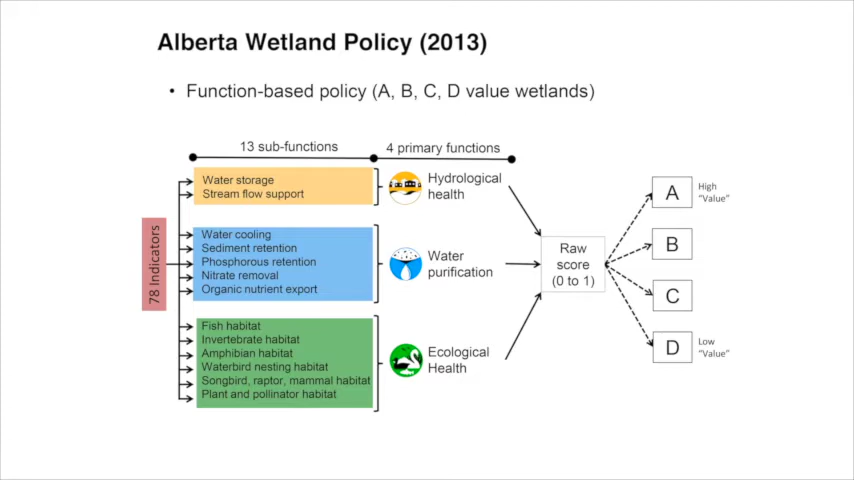 Alberta Wetland Policy (2013)
• Function-based policy (A, B, C, D value wetlands)
13 sub-functions
4 primary functions
78 Indicators
Water storage
Stream flow support
Hydrological
health
Water cooling
Sediment retention
Phosphorous retention
Nitrate removal
Organic nutrient export
Water
purification
Fish habitat
Invertebrate habitat
Amphibian habitat
Waterbird nesting habitat
Songbird, raptor, mammal habitat
Plant and pollinator habitat
Ecological
Health
Raw
score
(0 to 1)
A
High
"Value"
B
C
D
Low
"Value"